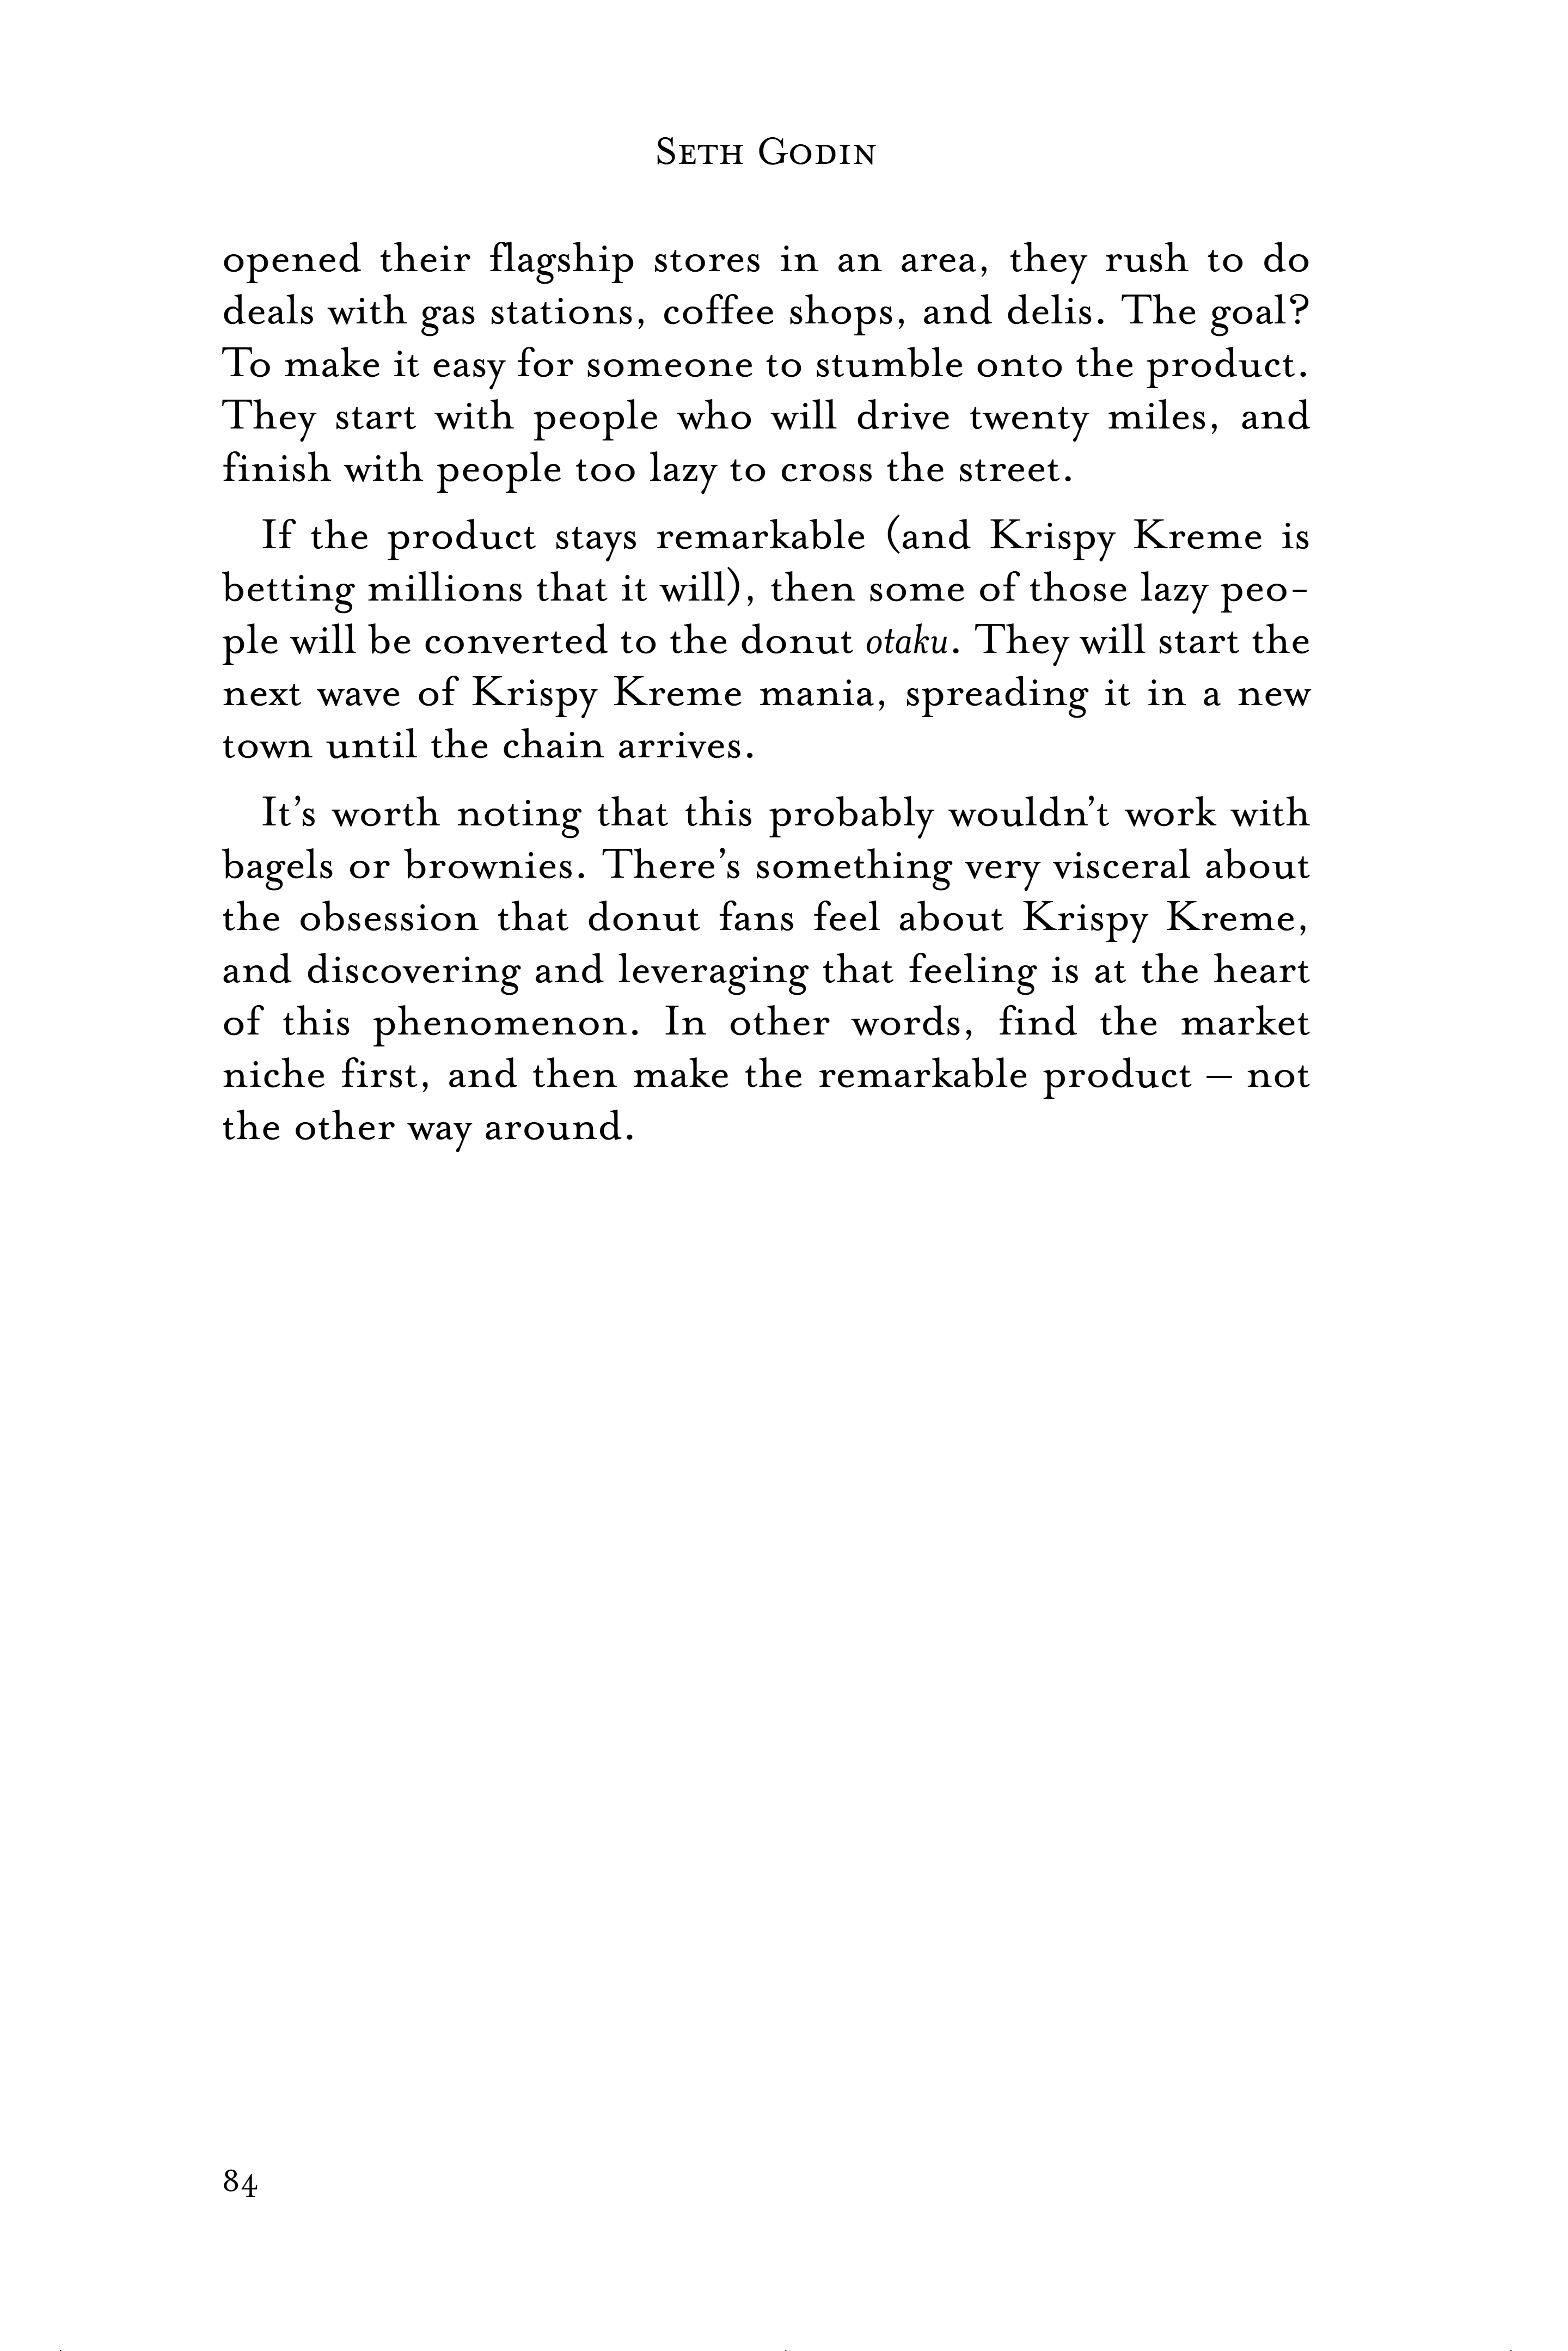 SETH GODIN
opened their flagship stores in an area, they rush to do
deals with gas stations, coffee shops, and delis. The goal?
To make it easy for someone to stumble onto the product.
They start with people who will drive twenty miles, and
finish with people too lazy to cross the street.
If the product stays remarkable (and Krispy Kreme is
betting millions that it will), then some of those lazy peo-
ple will be converted to the donut otaku. They will start the
next wave of Krispy Kreme mania, spreading it in a new
town until the chain arrives.
It’s worth noting that this probably wouldn’t work with
bagels or brownies. There’s something very visceral about
the obsession that donut fans feel about Krispy Kreme,
and discovering and leveraging that feeling is at the heart
of this phenomenon. In other words, find the market
niche first, and then make the remarkable product – not
the other way around.
84